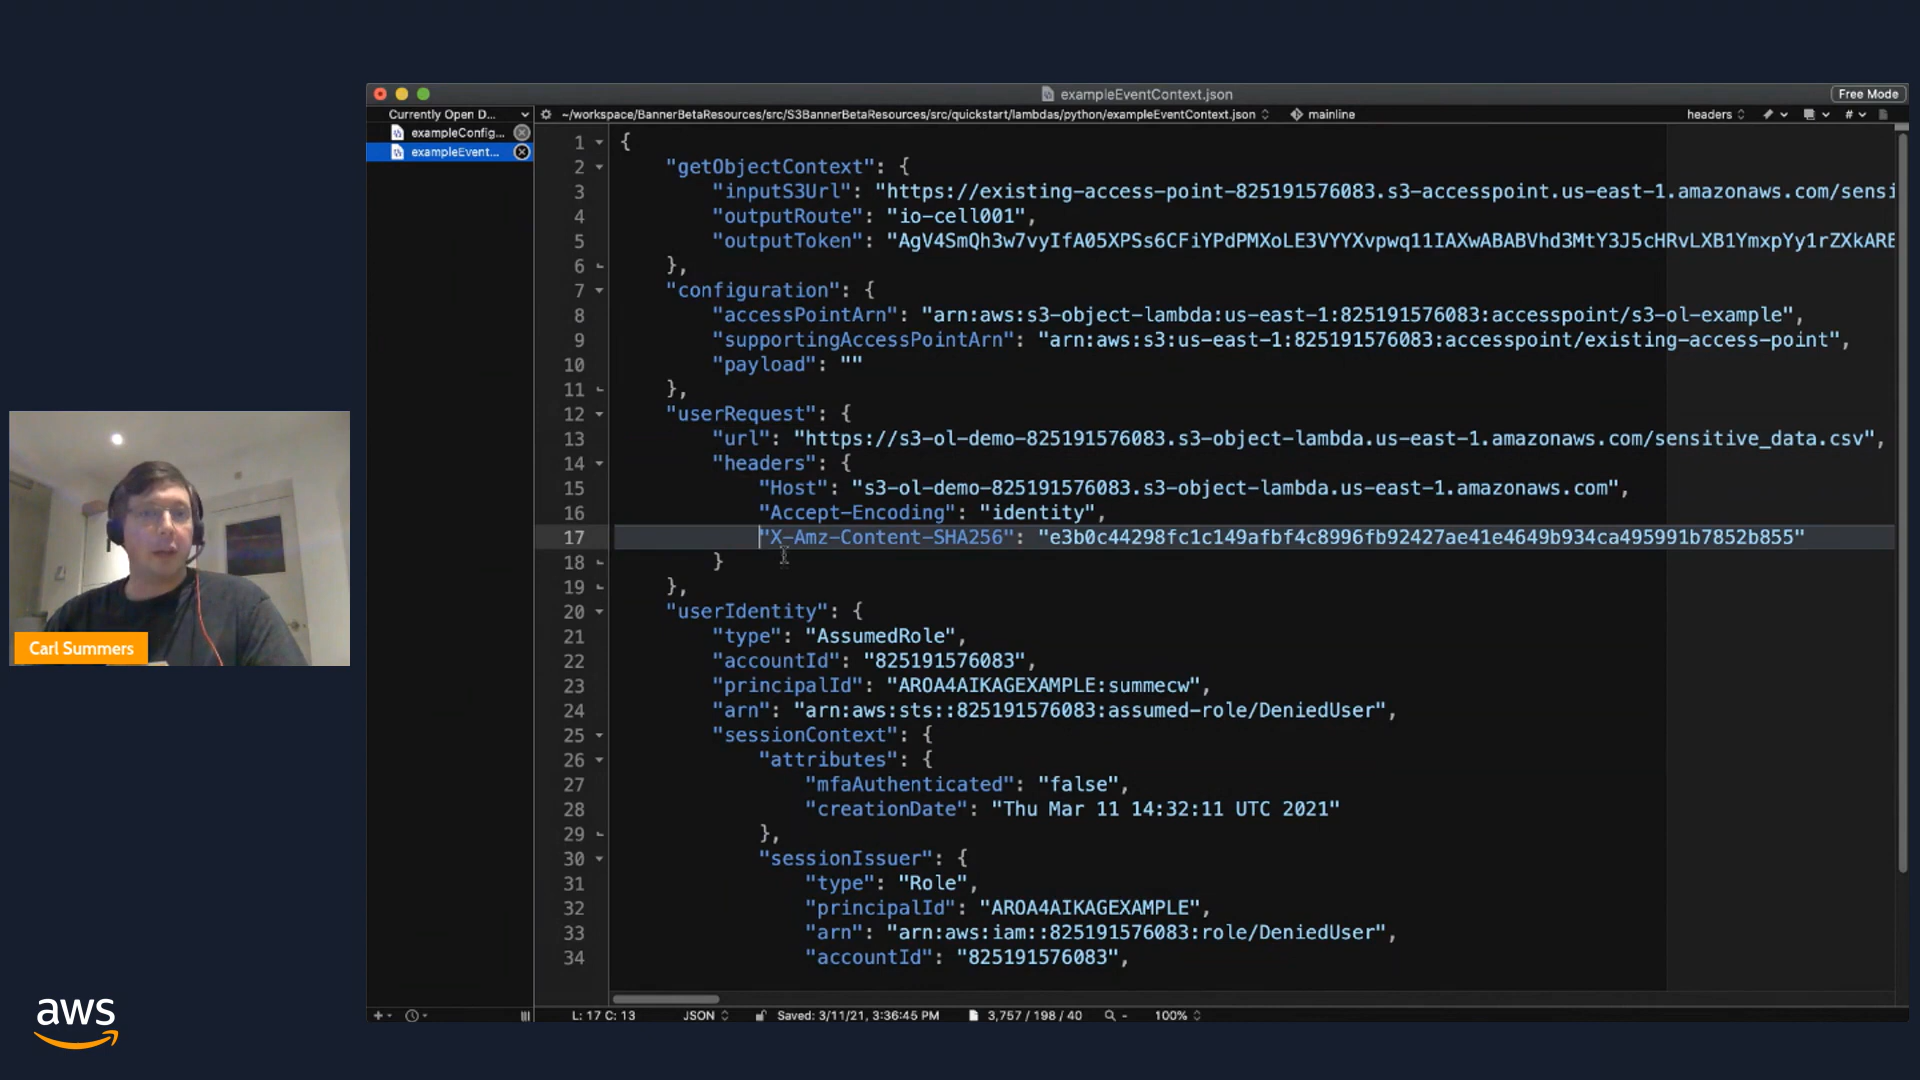 exampleEventContext.json
Free Mode
Currently Open D...
~/workspace/BannerBetaResources/src/S3BannerBetaResources/src/quickstart/lambdas/python/exampleEventContext.json
mainline
headers
#
exampleConfig...
exampleEvent...
1 {
2 "getObjectContext": {
3 "inputS3Url": "https://existing-access-point-825191576083.s3-accesspoint.us-east-1.amazonaws.com/sensi
4 "outputRoute": "io-cell001",
5 "outputToken": "AgV4SmQh3w7vyIfA05XPSs6CFiYPdPMXoLE3VYYXvpwq11IAXwABABVhd3MtY3J5cHRvLXB1YmxpYy1rZXkARE
6 },
7 "configuration": {
8 "accessPointArn": "arn:aws:s3-object-lambda:us-east-1:825191576083:accesspoint/s3-ol-example",
9 "supportingAccessPointArn": "arn:aws:s3:us-east-1:825191576083:accesspoint/existing-access-point",
10 "payload": ""
11 },
12 "userRequest": {
13 "url": "https://s3-ol-demo-825191576083.s3-object-lambda.us-east-1.amazonaws.com/sensitive_data.csv",
14 "headers": {
15 "Host": "s3-ol-demo-825191576083.s3-object-lambda.us-east-1.amazonaws.com",
16 "Accept-Encoding": "identity",
17 "X-Amz-Content-SHA256": "e3b0c44298fc1c149afbf4c8996fb92427ae41e4649b934ca495991b7852b855"
18 }
19 },
20 "userIdentity": {
21 "type": "AssumedRole",
22 "accountId": "825191576083",
23 "principalId": "AROA4AIKAGEXAMPLE:summecw",
24 "arn": "arn:aws:sts::825191576083:assumed-role/DeniedUser",
25 "sessionContext": {
26 "attributes": {
27 "mfaAuthenticated": "false",
28 "creationDate": "Thu Mar 11 14:32:11 UTC 2021"
29 },
30 "sessionIssuer": {
31 "type": "Role",
32 "principalId": "AROA4AIKAGEXAMPLE",
33 "arn": "arn:aws:iam::825191576083:role/DeniedUser",
34 "accountId": "825191576083",
L: 17 C: 13
JSON
Saved: 3/11/21, 3:36:45 PM
3,757 / 198 / 40
100%
Carl Summers
aws